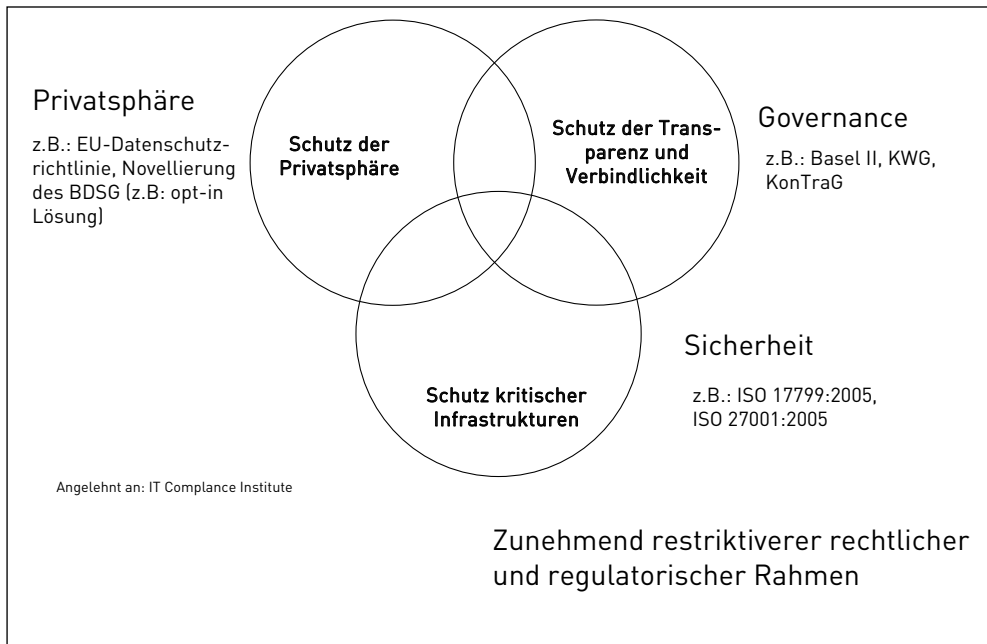 Privatsphäre
z.B.: EU-Datenschutz-
richtlinie, Novellierung
des BDSG (z.B: opt-in
Lösung)
Schutz der
Privatsphäre
Schutz der Trans-
parenz und
Verbindlichkeit
Governance
z.B.: Basel II, KWG,
KonTraG
Schutz kritischer
Infrastrukturen
Sicherheit
z.B.: ISO 17799:2005,
ISO 27001:2005
Angelehnt an: IT Complance Institute
Zunehmend restriktiverer rechtlicher
und regulatorischer Rahmen